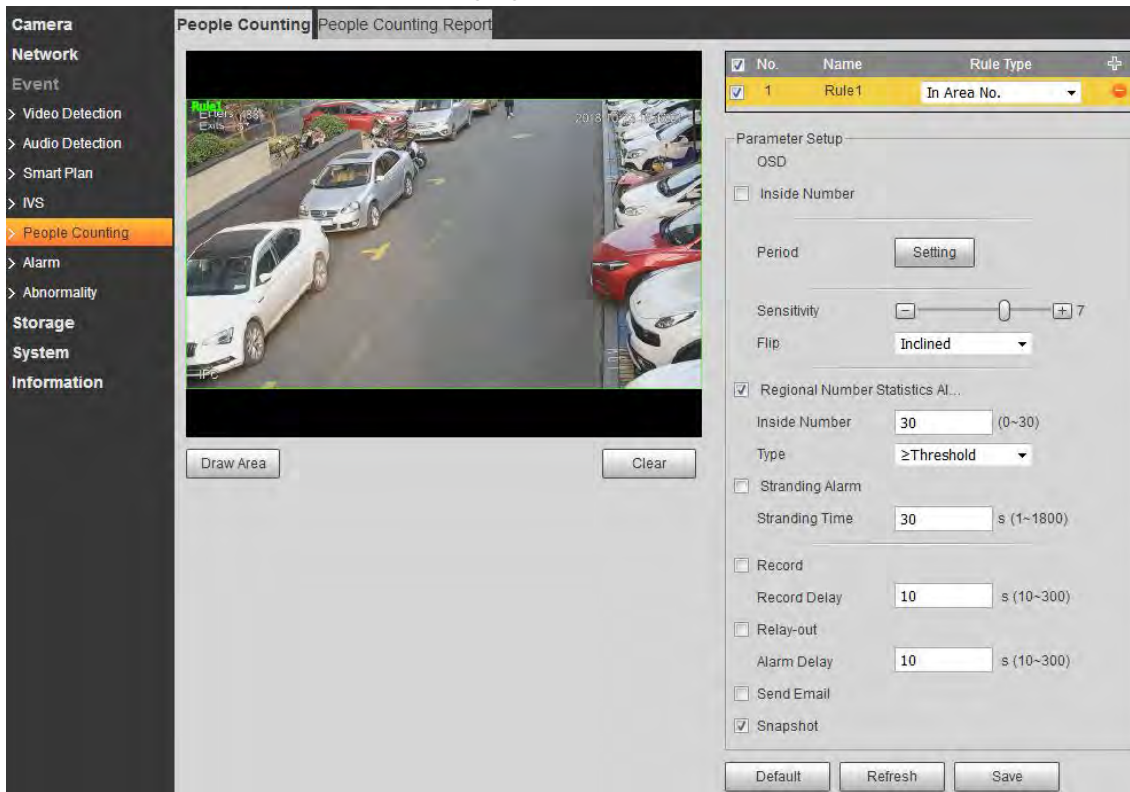 Camera
Network
Event
> Video Detection
> Audio Detection
> Smart Plan
> IVS
> People Counting
> Alarm
> Abnormality
Storage
System
Information
People Counting People Counting Report
Rule1
Enters
Exits
IPC
Draw Area Clear
No. Name Rule Type
1 Rule1 In Area No.
Parameter Setup
OSD
Inside Number
Period Setting
Sensitivity 7
Flip Inclined
Regional Number Statistics Al...
Inside Number 30 (0~30)
Type ≥Threshold
Stranding Alarm
Stranding Time 30 s (1~1800)
Record
Record Delay 10 s (10~300)
Relay-out
Alarm Delay 10 s (10~300)
Send Email
Snapshot
Default Refresh Save